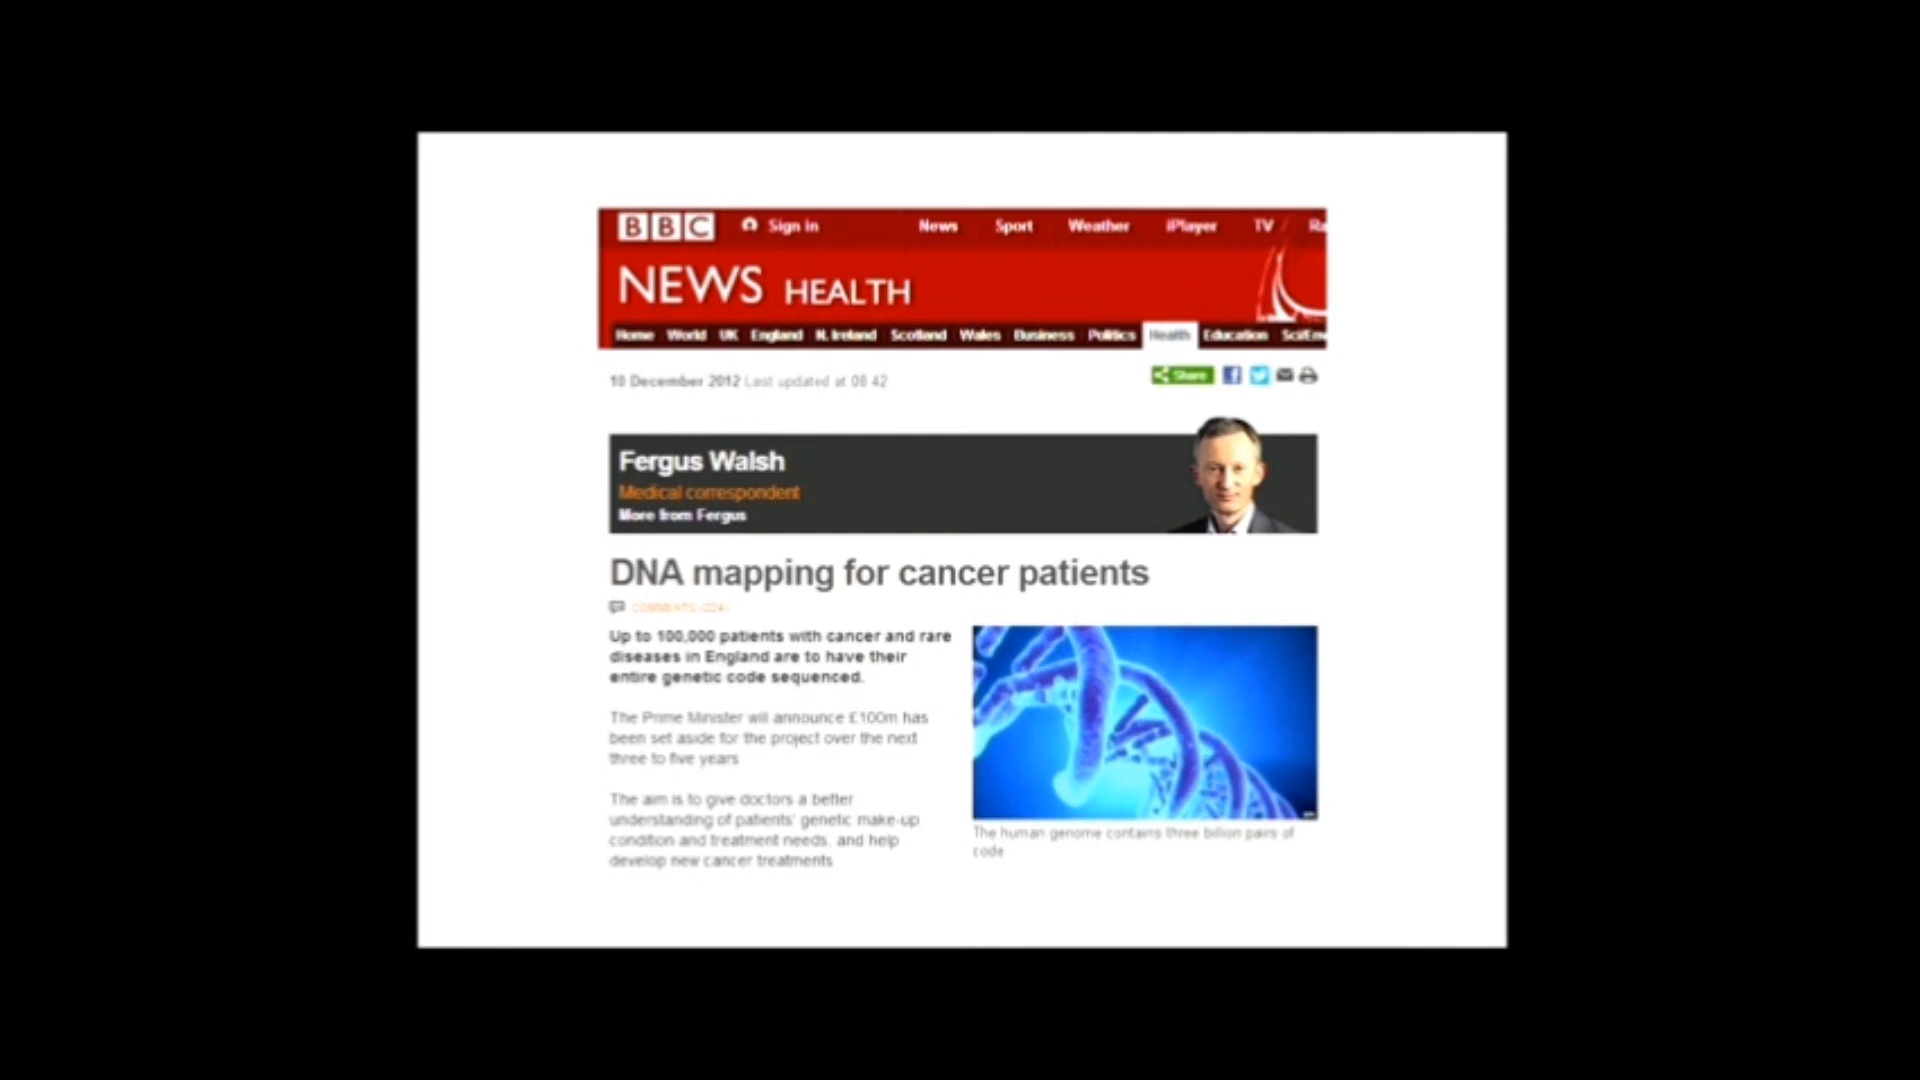 BBC Sign in News Sport Weather iPlayer TV
NEWS HEALTH
Home World UK England N. Ireland Scotland Wales Business Politics Health Education
10 December 2012 Last updated at 08:42
Share
Fergus Walsh
Medical correspondent
More from Fergus
DNA mapping for cancer patients
COMMENTS (224)
Up to 100,000 patients with cancer and rare
diseases in England are to have their
entire genetic code sequenced.
The Prime Minister will announce £100m has
been set aside for the project over the next
three to five years
The aim is to give doctors a better
understanding of patients' genetic make-up
condition and treatment needs, and help
develop new cancer treatments
The human genome contains three billion pairs of
code